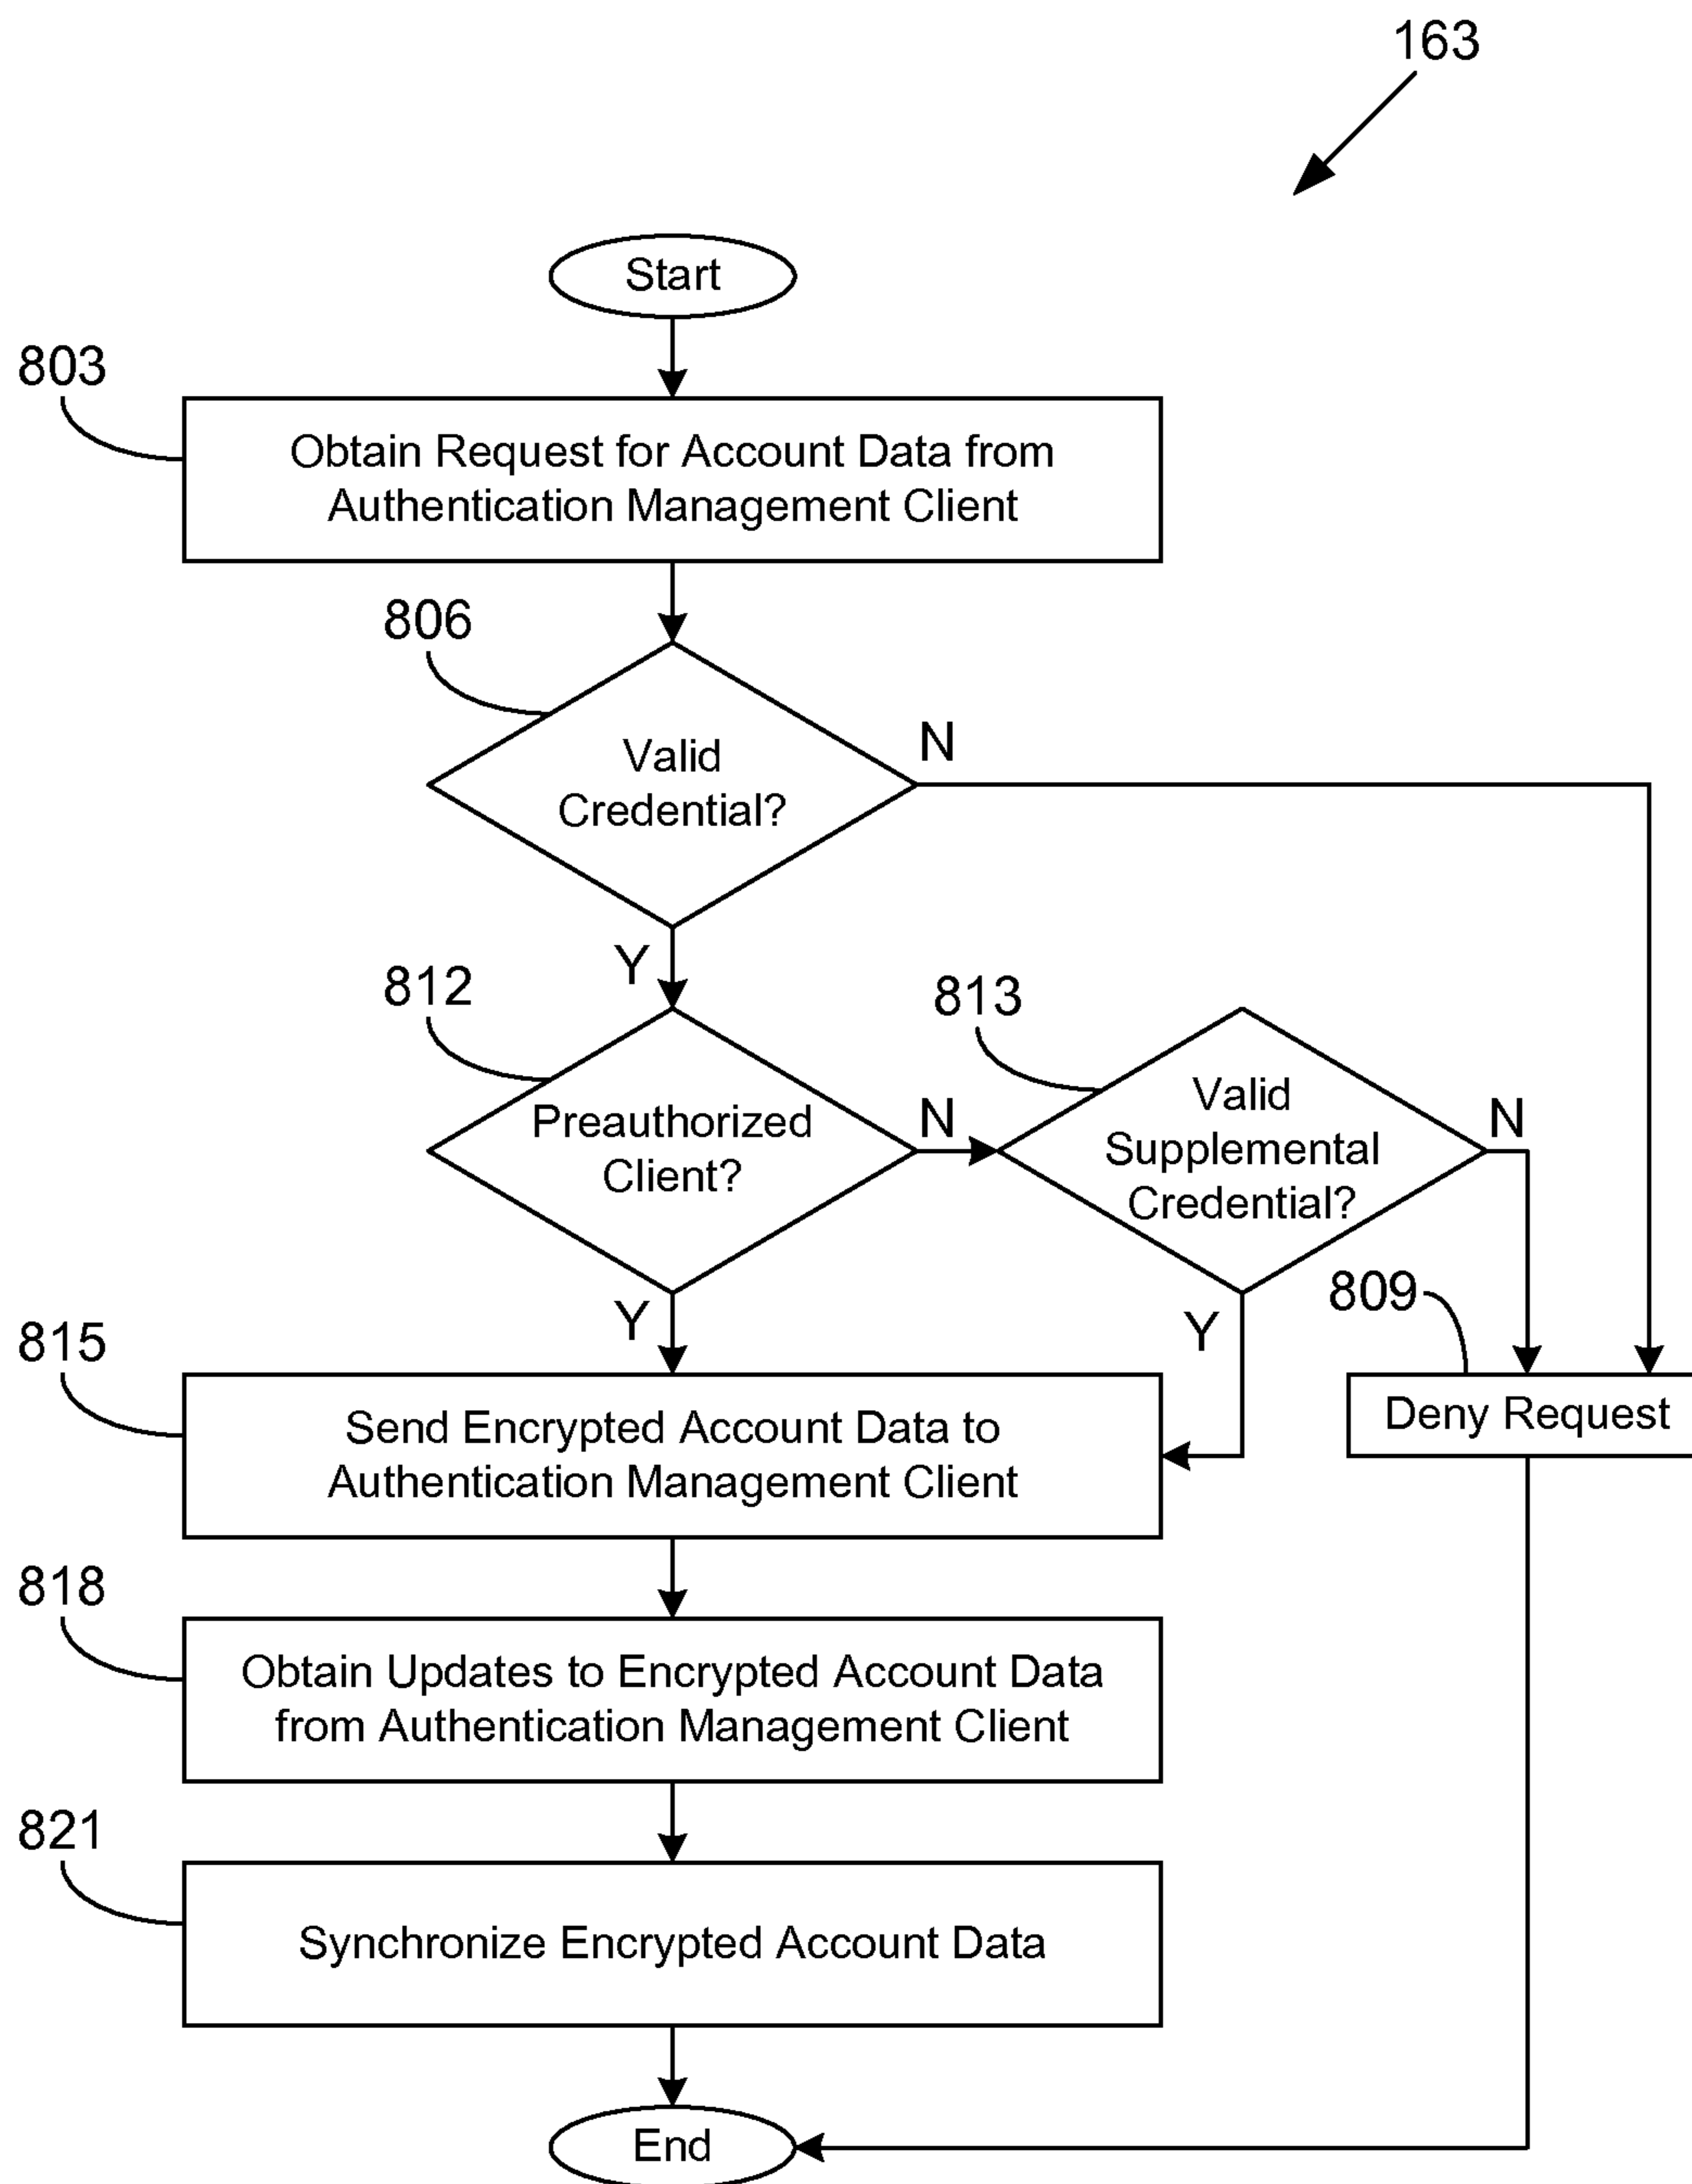 163
Start
803
Obtain Request for Account Data from
Authentication Management Client
806
Valid
Credential?
N
Y
812
Preauthorized
Client?
N
813
Valid
Supplemental
Credential?
N
Y
Y
809
Deny Request
815
Send Encrypted Account Data to
Authentication Management Client
818
Obtain Updates to Encrypted Account Data
from Authentication Management Client
821
Synchronize Encrypted Account Data
End